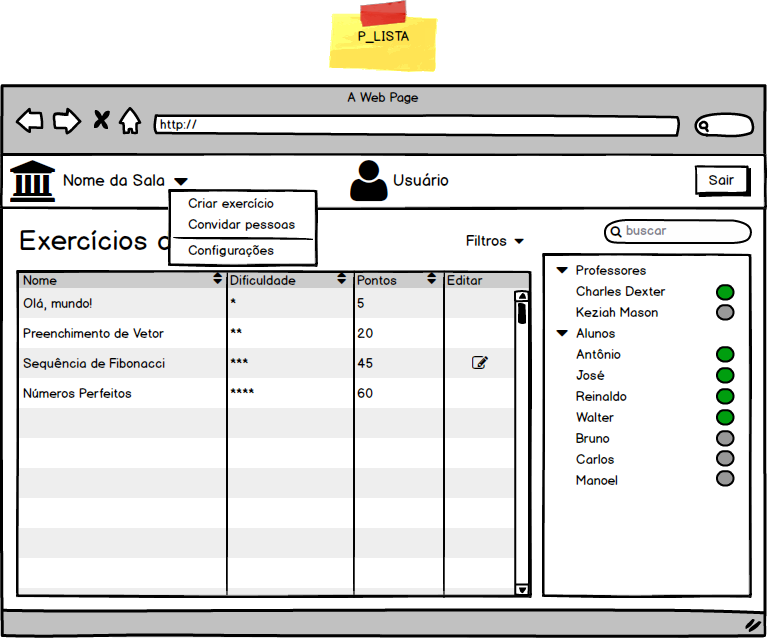 P_LISTA
A Web Page
http://
Nome da Sala
Usuário
Sair
Criar exercício
Convidar pessoas
Configurações
Exercícios
Filtros
buscar
Nome Dificuldade Pontos Editar
Olá, mundo! * 5
Preenchimento de Vetor ** 20
Sequência de Fibonacci *** 45
Números Perfeitos **** 60
Professores
Charles Dexter
Keziah Mason
Alunos
Antônio
José
Reinaldo
Walter
Bruno
Carlos
Manoel